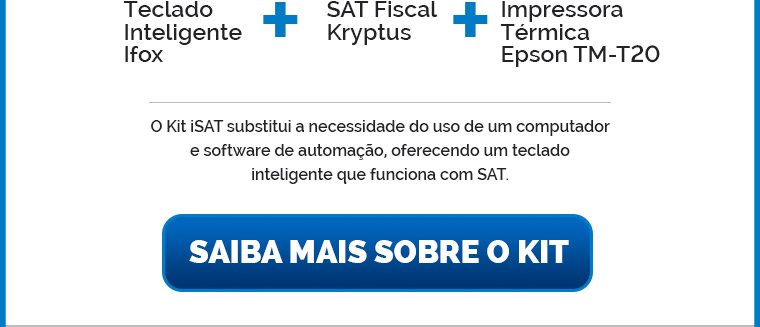 Teclado
Inteligente
Ifox
+
SAT Fiscal
Kryptus
+
Impressora
Térmica
Epson TM-T20
O Kit iSAT substitui a necessidade do uso de um computador
e software de automação, oferecendo um teclado
inteligente que funciona com SAT.
SAIBA MAIS SOBRE O KIT